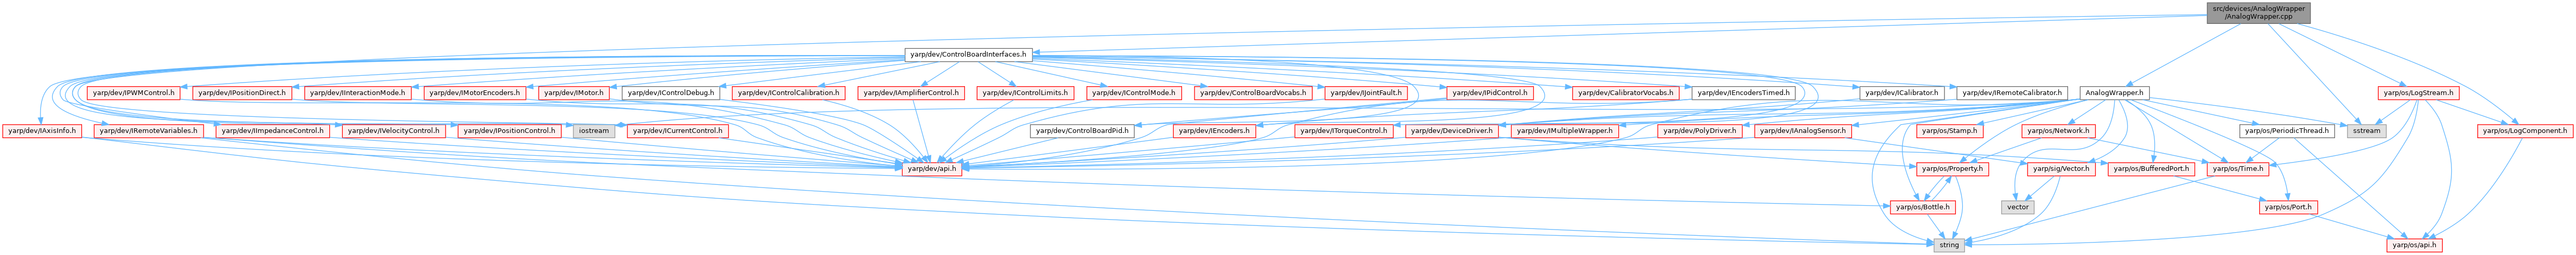 src/devices/AnalogWrapper
/AnalogWrapper.cpp
yarp/dev/ControlBoardInterfaces.h
yarp/dev/IPWMControl.h
yarp/dev/IPositionDirect.h
yarp/dev/IInteractionMode.h
yarp/dev/IMotorEncoders.h
yarp/dev/IMotor.h
yarp/dev/IControlDebug.h
yarp/dev/IControlCalibration.h
yarp/dev/IAmplifierControl.h
yarp/dev/IControlLimits.h
yarp/dev/IControlMode.h
yarp/dev/ControlBoardVocabs.h
yarp/dev/IJointFault.h
yarp/dev/IPidControl.h
yarp/dev/CalibratorVocabs.h
yarp/dev/IEncodersTimed.h
yarp/dev/ICalibrator.h
yarp/dev/IRemoteCalibrator.h
AnalogWrapper.h
yarp/os/LogStream.h
yarp/dev/IAxisInfo.h
yarp/dev/IRemoteVariables.h
yarp/dev/IImpedanceControl.h
yarp/dev/IVelocityControl.h
yarp/dev/IPositionControl.h
iostream
yarp/dev/ICurrentControl.h
yarp/dev/ControlBoardPid.h
yarp/dev/IEncoders.h
yarp/dev/ITorqueControl.h
yarp/dev/DeviceDriver.h
yarp/dev/IMultipleWrapper.h
yarp/dev/PolyDriver.h
yarp/dev/IAnalogSensor.h
yarp/os/Stamp.h
yarp/os/Network.h
yarp/os/PeriodicThread.h
sstream
yarp/os/LogComponent.h
yarp/dev/api.h
yarp/os/Property.h
yarp/sig/Vector.h
yarp/os/BufferedPort.h
yarp/os/Time.h
yarp/os/Bottle.h
vector
yarp/os/Port.h
string
yarp/os/api.h